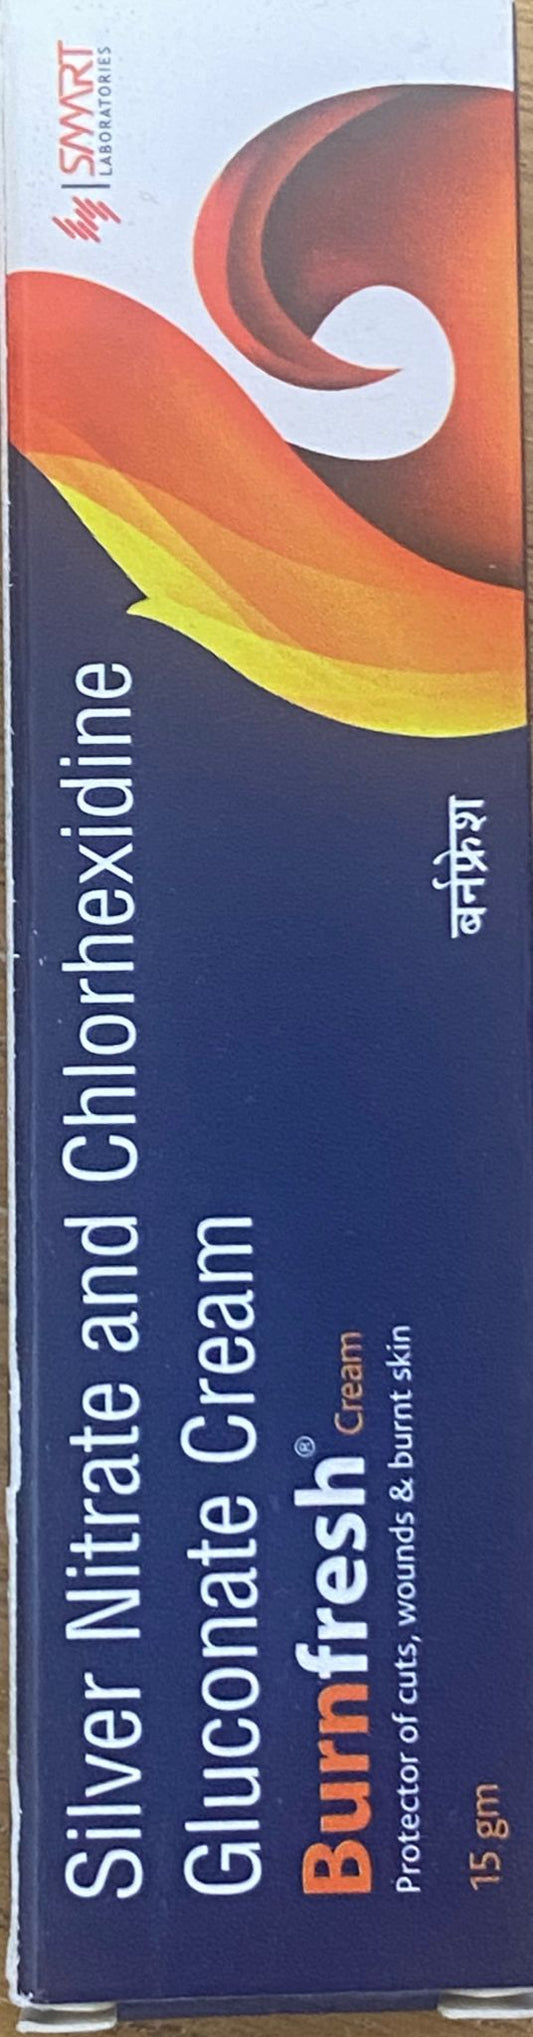 Silver Nitrate and Chlorhexidine
Gluconate Cream
Burnfresh® Cream
Protector of cuts, wounds & burnt skin
15 gm
बर्नफ्रेश
SMART
LABORATORIES